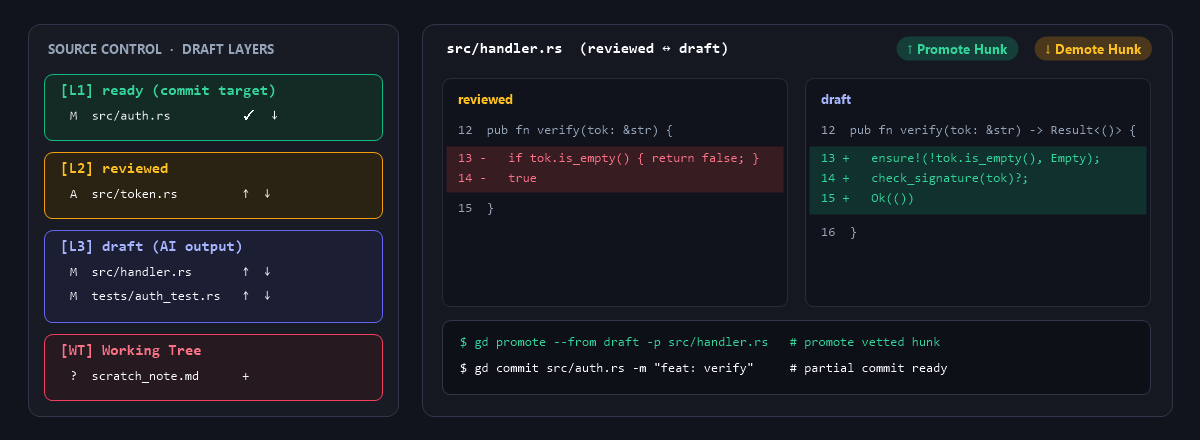 SOURCE CONTROL · DRAFT LAYERS
[L1] ready (commit target)
M src/auth.rs ✓ ↓
[L2] reviewed
A src/token.rs ↑ ↓
[L3] draft (AI output)
M src/handler.rs ↑ ↓
M tests/auth_test.rs ↑ ↓
[WT] Working Tree
? scratch_note.md +
src/handler.rs (reviewed ↔ draft)
↑ Promote Hunk
↓ Demote Hunk
reviewed
12 pub fn verify(tok: &str) {
13 - if tok.is_empty() { return false; }
14 - true
15 }
draft
12 pub fn verify(tok: &str) -> Result<()> {
13 + ensure!(!tok.is_empty(), Empty);
14 + check_signature(tok)?;
15 + Ok(())
16 }
$ gd promote --from draft -p src/handler.rs # promote vetted hunk
$ gd commit src/auth.rs -m "feat: verify" # partial commit ready